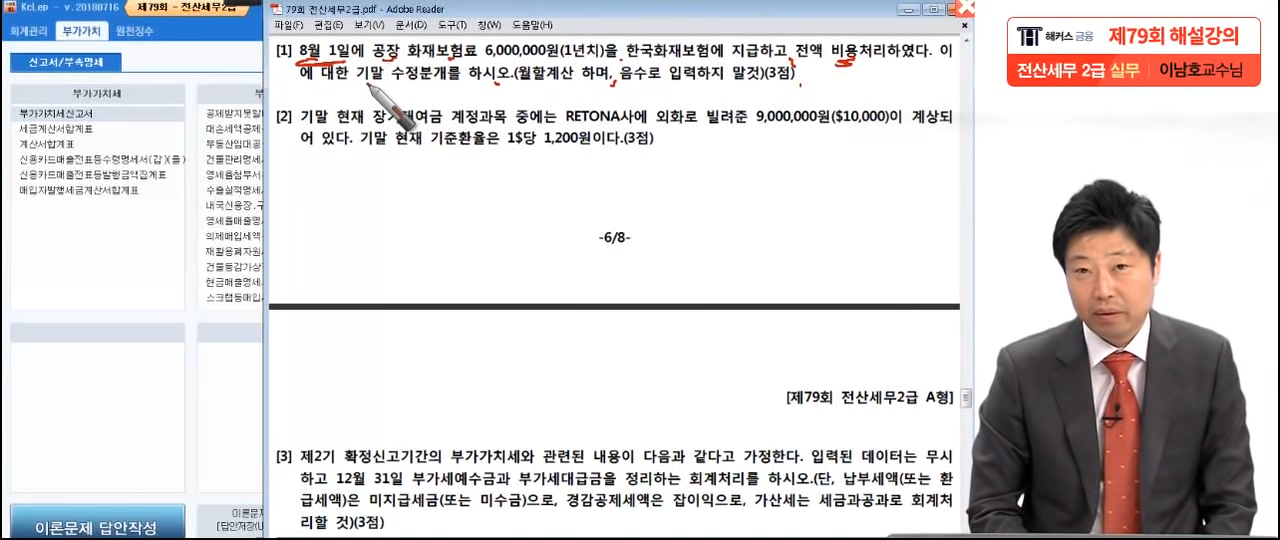 KcLep - v.20180716
제79회 - 전산세무2급
회계관리 부가가치 원천징수
신고서/부속명세
부가가치세
부가가치세신고서
세금계산서합계표
계산서합계표
신용카드매출전표등수령명세서(갑)(을)
신용카드매출전표등발행금액집계표
매입자발행세금계산서합계표
공제받지못할
대손세액공제
부동산임대공
건물관리명세
영세율첨부서
수출실적명세
내국신용장,구
영세율매출명
의제매입세액
재활용폐자원
건물등감가상
현금매출명세
스크랩등매입
이론문제 답안작성
이론문제
[답안저장(U
79회 전산세무2급.pdf - Adobe Reader
파일(F) 편집(E) 보기(V) 문서(D) 도구(T) 창(W) 도움말(H)
[1] 8월 1일에 공장 화재보험료 6,000,000원(1년치)을 한국화재보험에 지급하고 전액 비용처리하였다. 이
에 대한 기말 수정분개를 하시오.(월할계산 하며, 음수로 입력하지 말것)(3점)
[2] 기말 현재 장기대여금 계정과목 중에는 RETONA사에 외화로 빌려준 9,000,000원($10,000)이 계상되
어 있다. 기말 현재 기준환율은 1$당 1,200원이다.(3점)
-6/8-
[제79회 전산세무2급 A형]
[3] 제2기 확정신고기간의 부가가치세와 관련된 내용이 다음과 같다고 가정한다. 입력된 데이터는 무시
하고 12월 31일 부가세예수금과 부가세대급금을 정리하는 회계처리를 하시오.(단, 납부세액(또는 환
급세액)은 미지급세금(또는 미수금)으로, 경감공제세액은 잡이익으로, 가산세는 세금과공과로 회계처
리할 것)(3점)
해커스 금융 제79회 해설강의
전산세무 2급 실무 이남호교수님